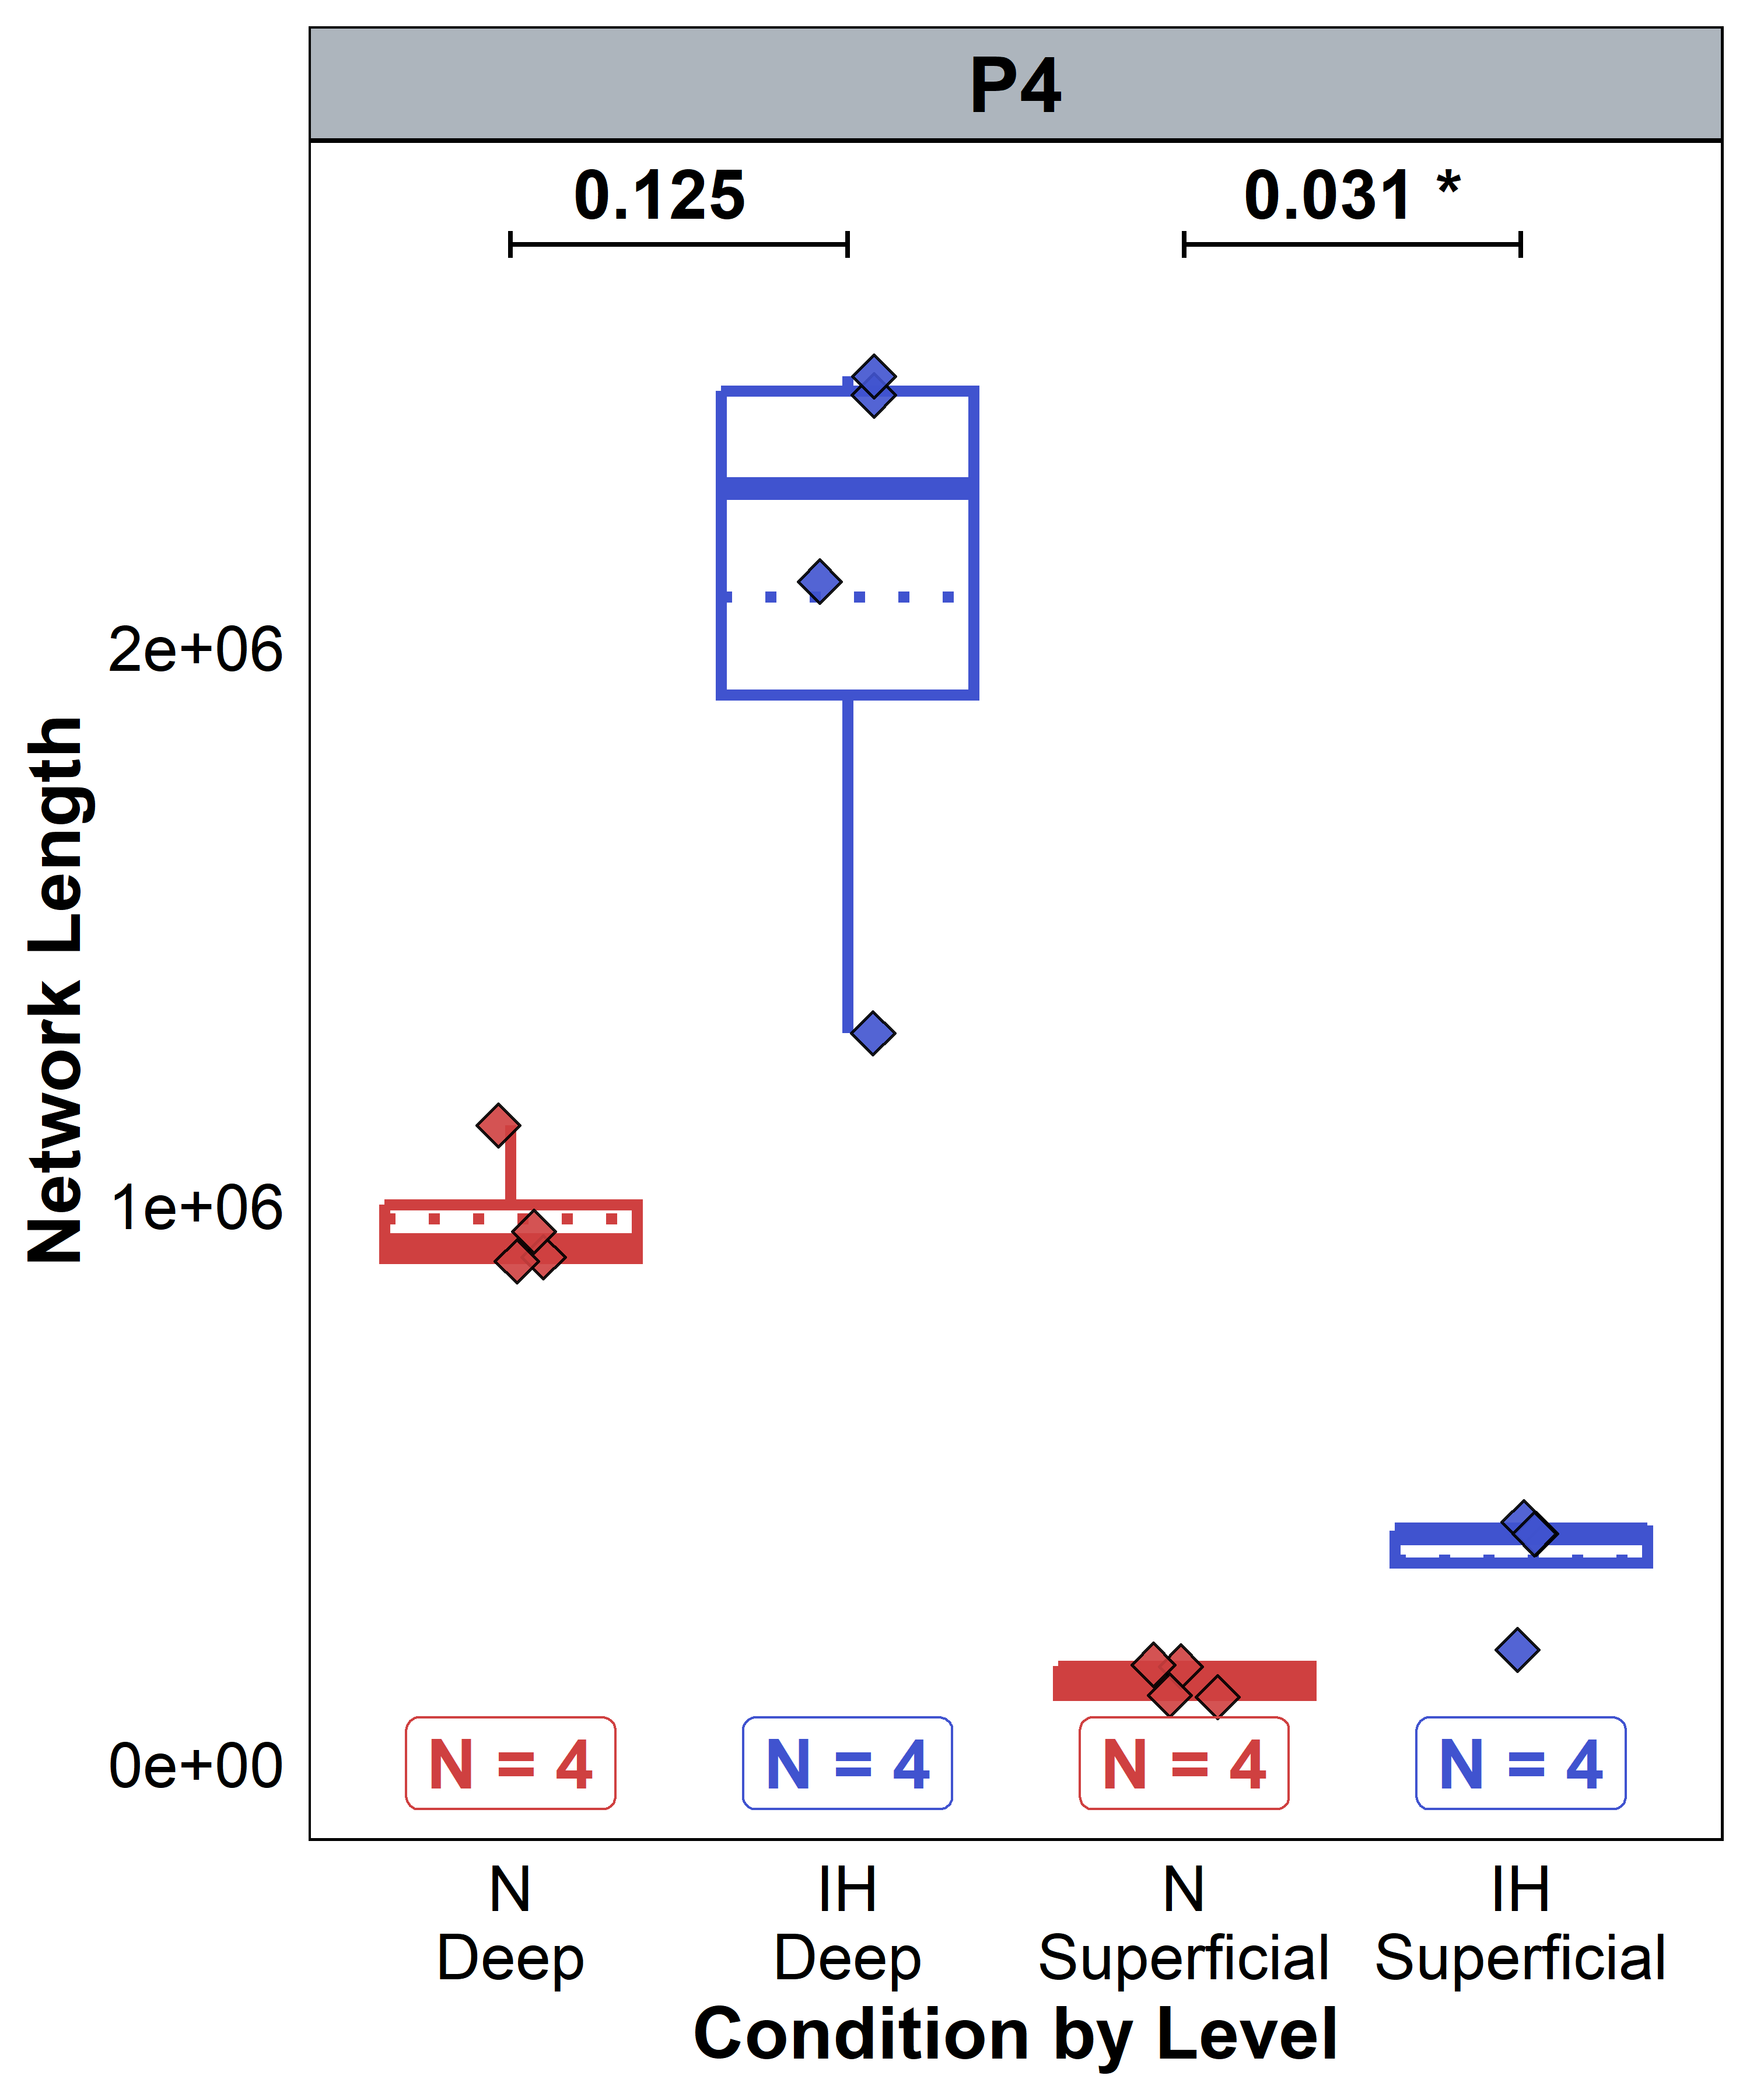 P4
0.125
0.031 *
Network Length
2e+06
1e+06
0e+00
N = 4
N = 4
N = 4
N = 4
N
Deep
IH
Deep
N
Superficial
IH
Superficial
Condition by Level